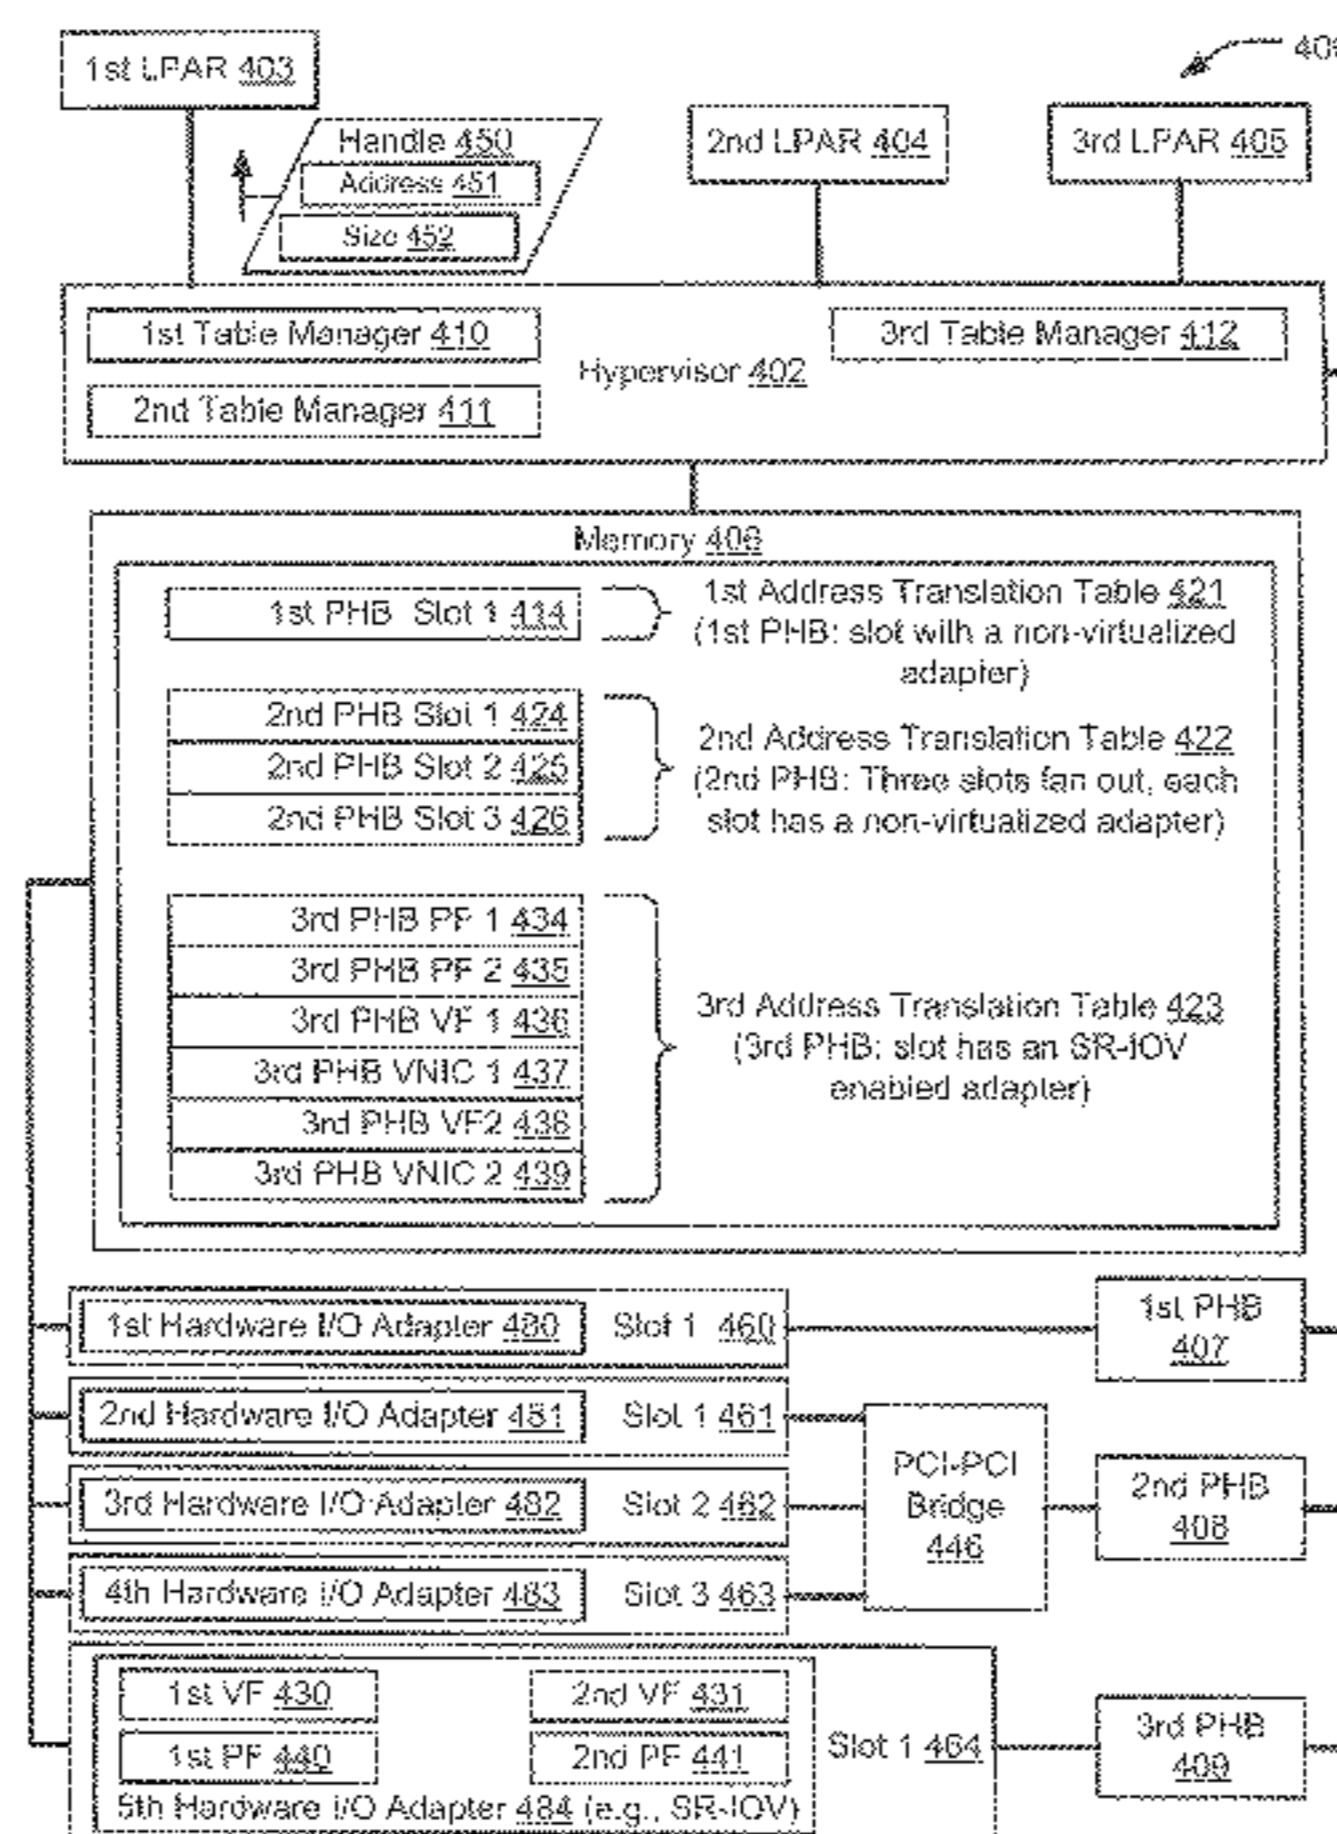 1st LPAR 403
Handle 450
Address 451
Size 452
2nd LPAR 404
3rd LPAR 405
1st Table Manager 410
2nd Table Manager 411
Hypervisor 402
3rd Table Manager 412
Memory 406
1st PHB Slot 1 414
1st Address Translation Table 421
(1st PHB: slot with a non-virtualized
adapter)
2nd PHB Slot 1 424
2nd PHB Slot 2 425
2nd PHB Slot 3 426
2nd Address Translation Table 422
(2nd PHB: Three slots fan out, each
slot has a non-virtualized adapter)
3rd PHB PF 1 434
3rd PHB PF 2 435
3rd PHB VF 1 436
3rd PHB VNIC 1 437
3rd PHB VF2 438
3rd PHB VNIC 2 439
3rd Address Translation Table 423
(3rd PHB: slot has an SR-IOV
enabled adapter)
1st Hardware I/O Adapter 480
Slot 1 460
1st PHB
407
2nd Hardware I/O Adapter 481
Slot 1 461
3rd Hardware I/O Adapter 482
Slot 2 462
4th Hardware I/O Adapter 483
Slot 3 463
PCI-PCI
Bridge
446
2nd PHB
408
1st VF 430
2nd VF 431
1st PF 440
2nd PF 441
5th Hardware I/O Adapter 484 (e.g., SR-IOV)
Slot 1 464
3rd PHB
409